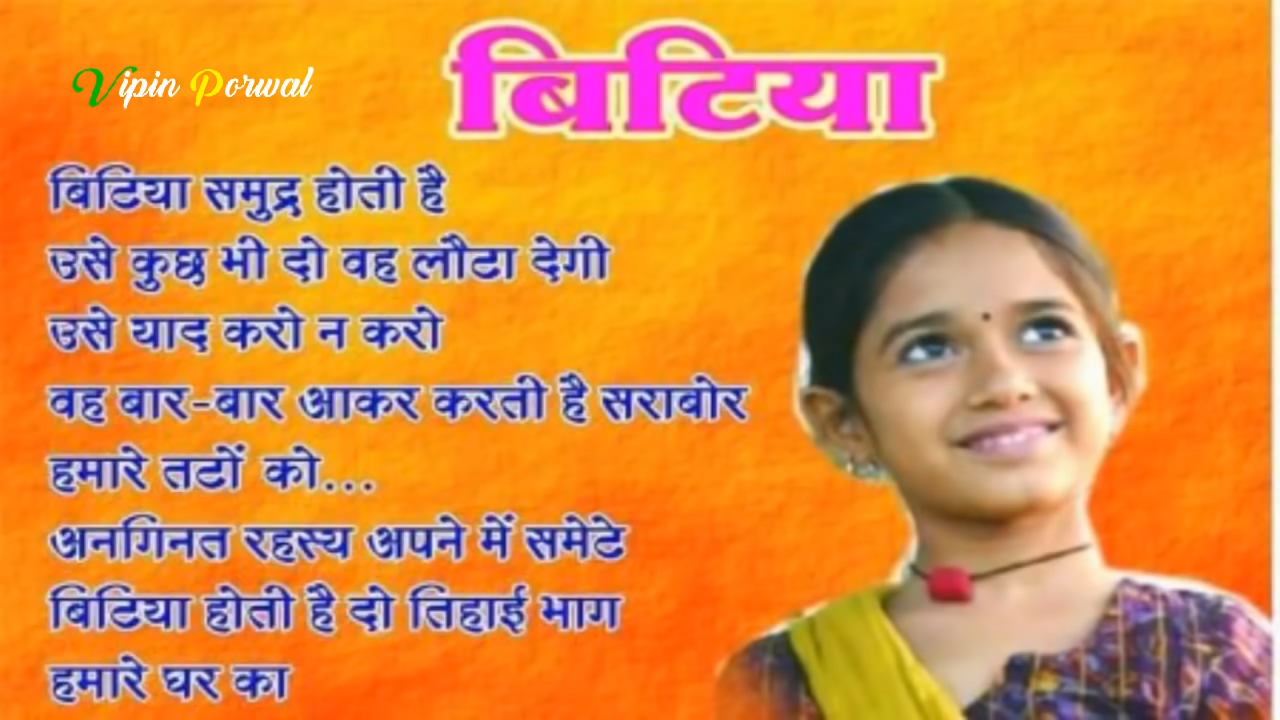 Vipin Porwal
बिटिया
बिटिया समुद्र होती है
उसे कुछ भी दो वह लौटा देगी
उसे याद करो न करो
वह बार-बार आकर करती है सराबोर
हमारे तटों को...
अनगिनत रहस्य अपने में समेटे
बिटिया होती है दो तिहाई भाग
हमारे घर का